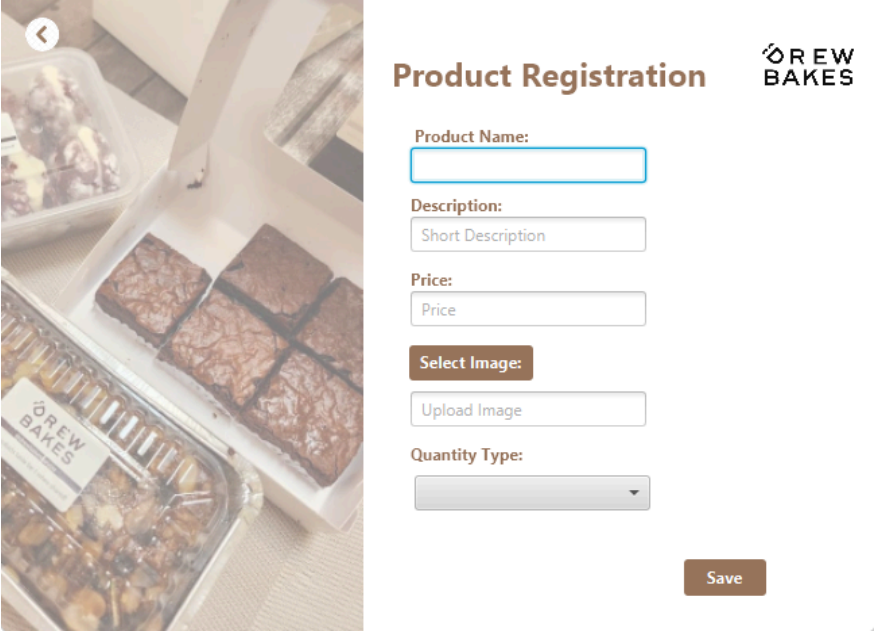 Product Registration
DREW
BAKES
Product Name:
Description:
Short Description
Price:
Price
Select Image:
Upload Image
Quantity Type:
Save
DREW
BAKES